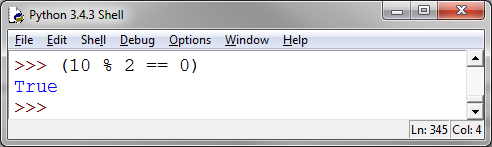 Python 3.4.3 Shell
File Edit Shell Debug Options Window Help
>>> (10 % 2 == 0)
True
>>>
Ln: 345 Col: 4